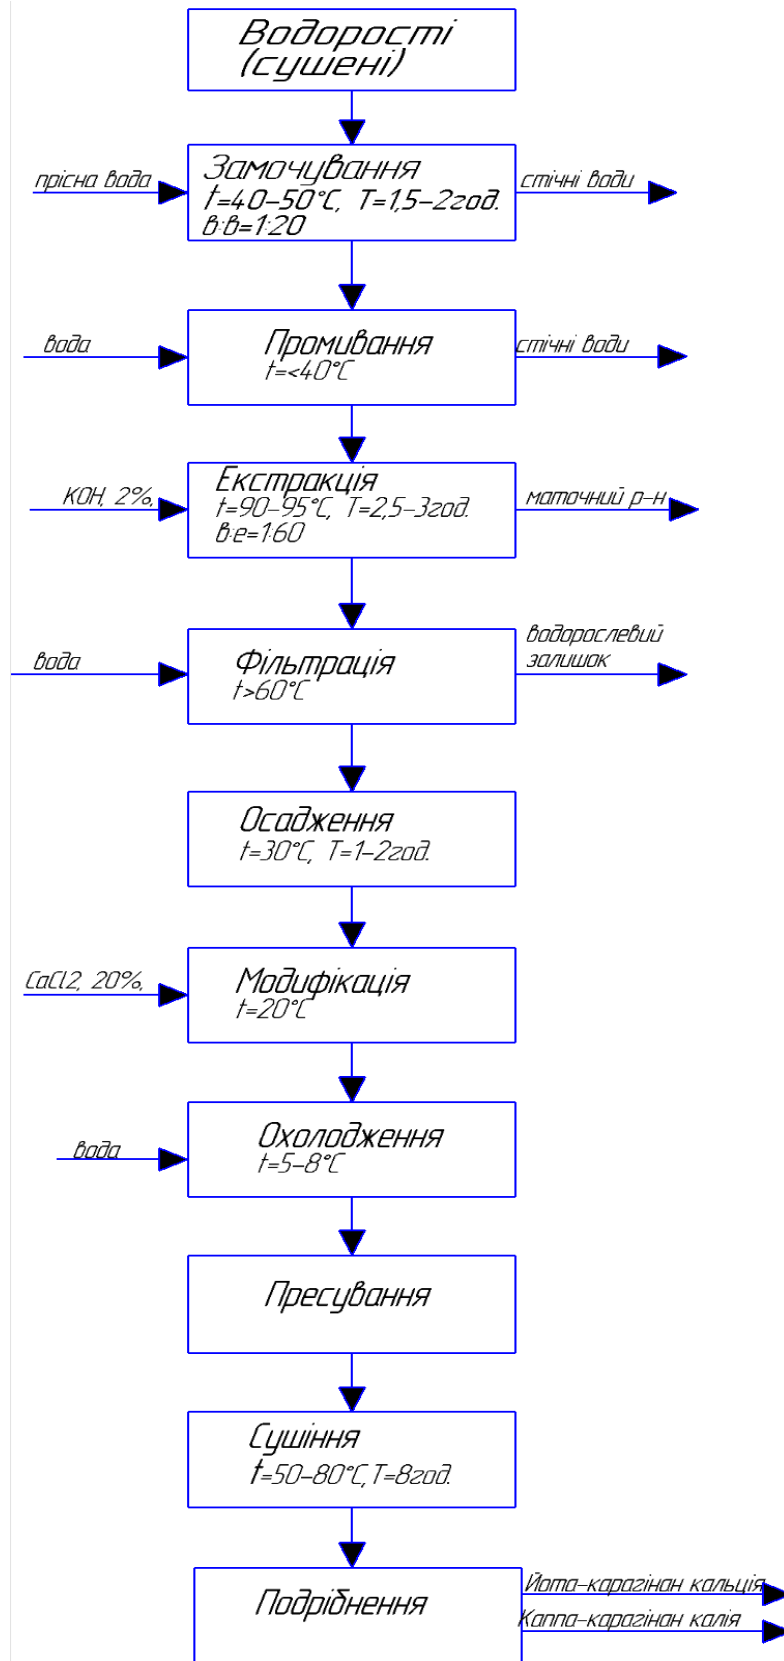 Водорості
(сушені)
прісна вода
Замочування
t=40-50°C, T=1,5-2год.
в:в=1:20
стічні води
вода
Промивання
t=<40°C
стічні води
KOH, 2%,
Екстракція
t=90-95°C, T=2,5-3год.
в:е=1:60
маточний р-н
вода
Фільтрація
t>60°C
водорослевий
залишок
Осадження
t=30°C, T=1-2год.
CaCl2, 20%,
Модифікація
t=20°C
вода
Охолодження
t=5-8°C
Пресування
Сушіння
t=50-80°C, T=8год.
Подрібнення
Йота-карагінан кальція
Каппа-карагінан калія